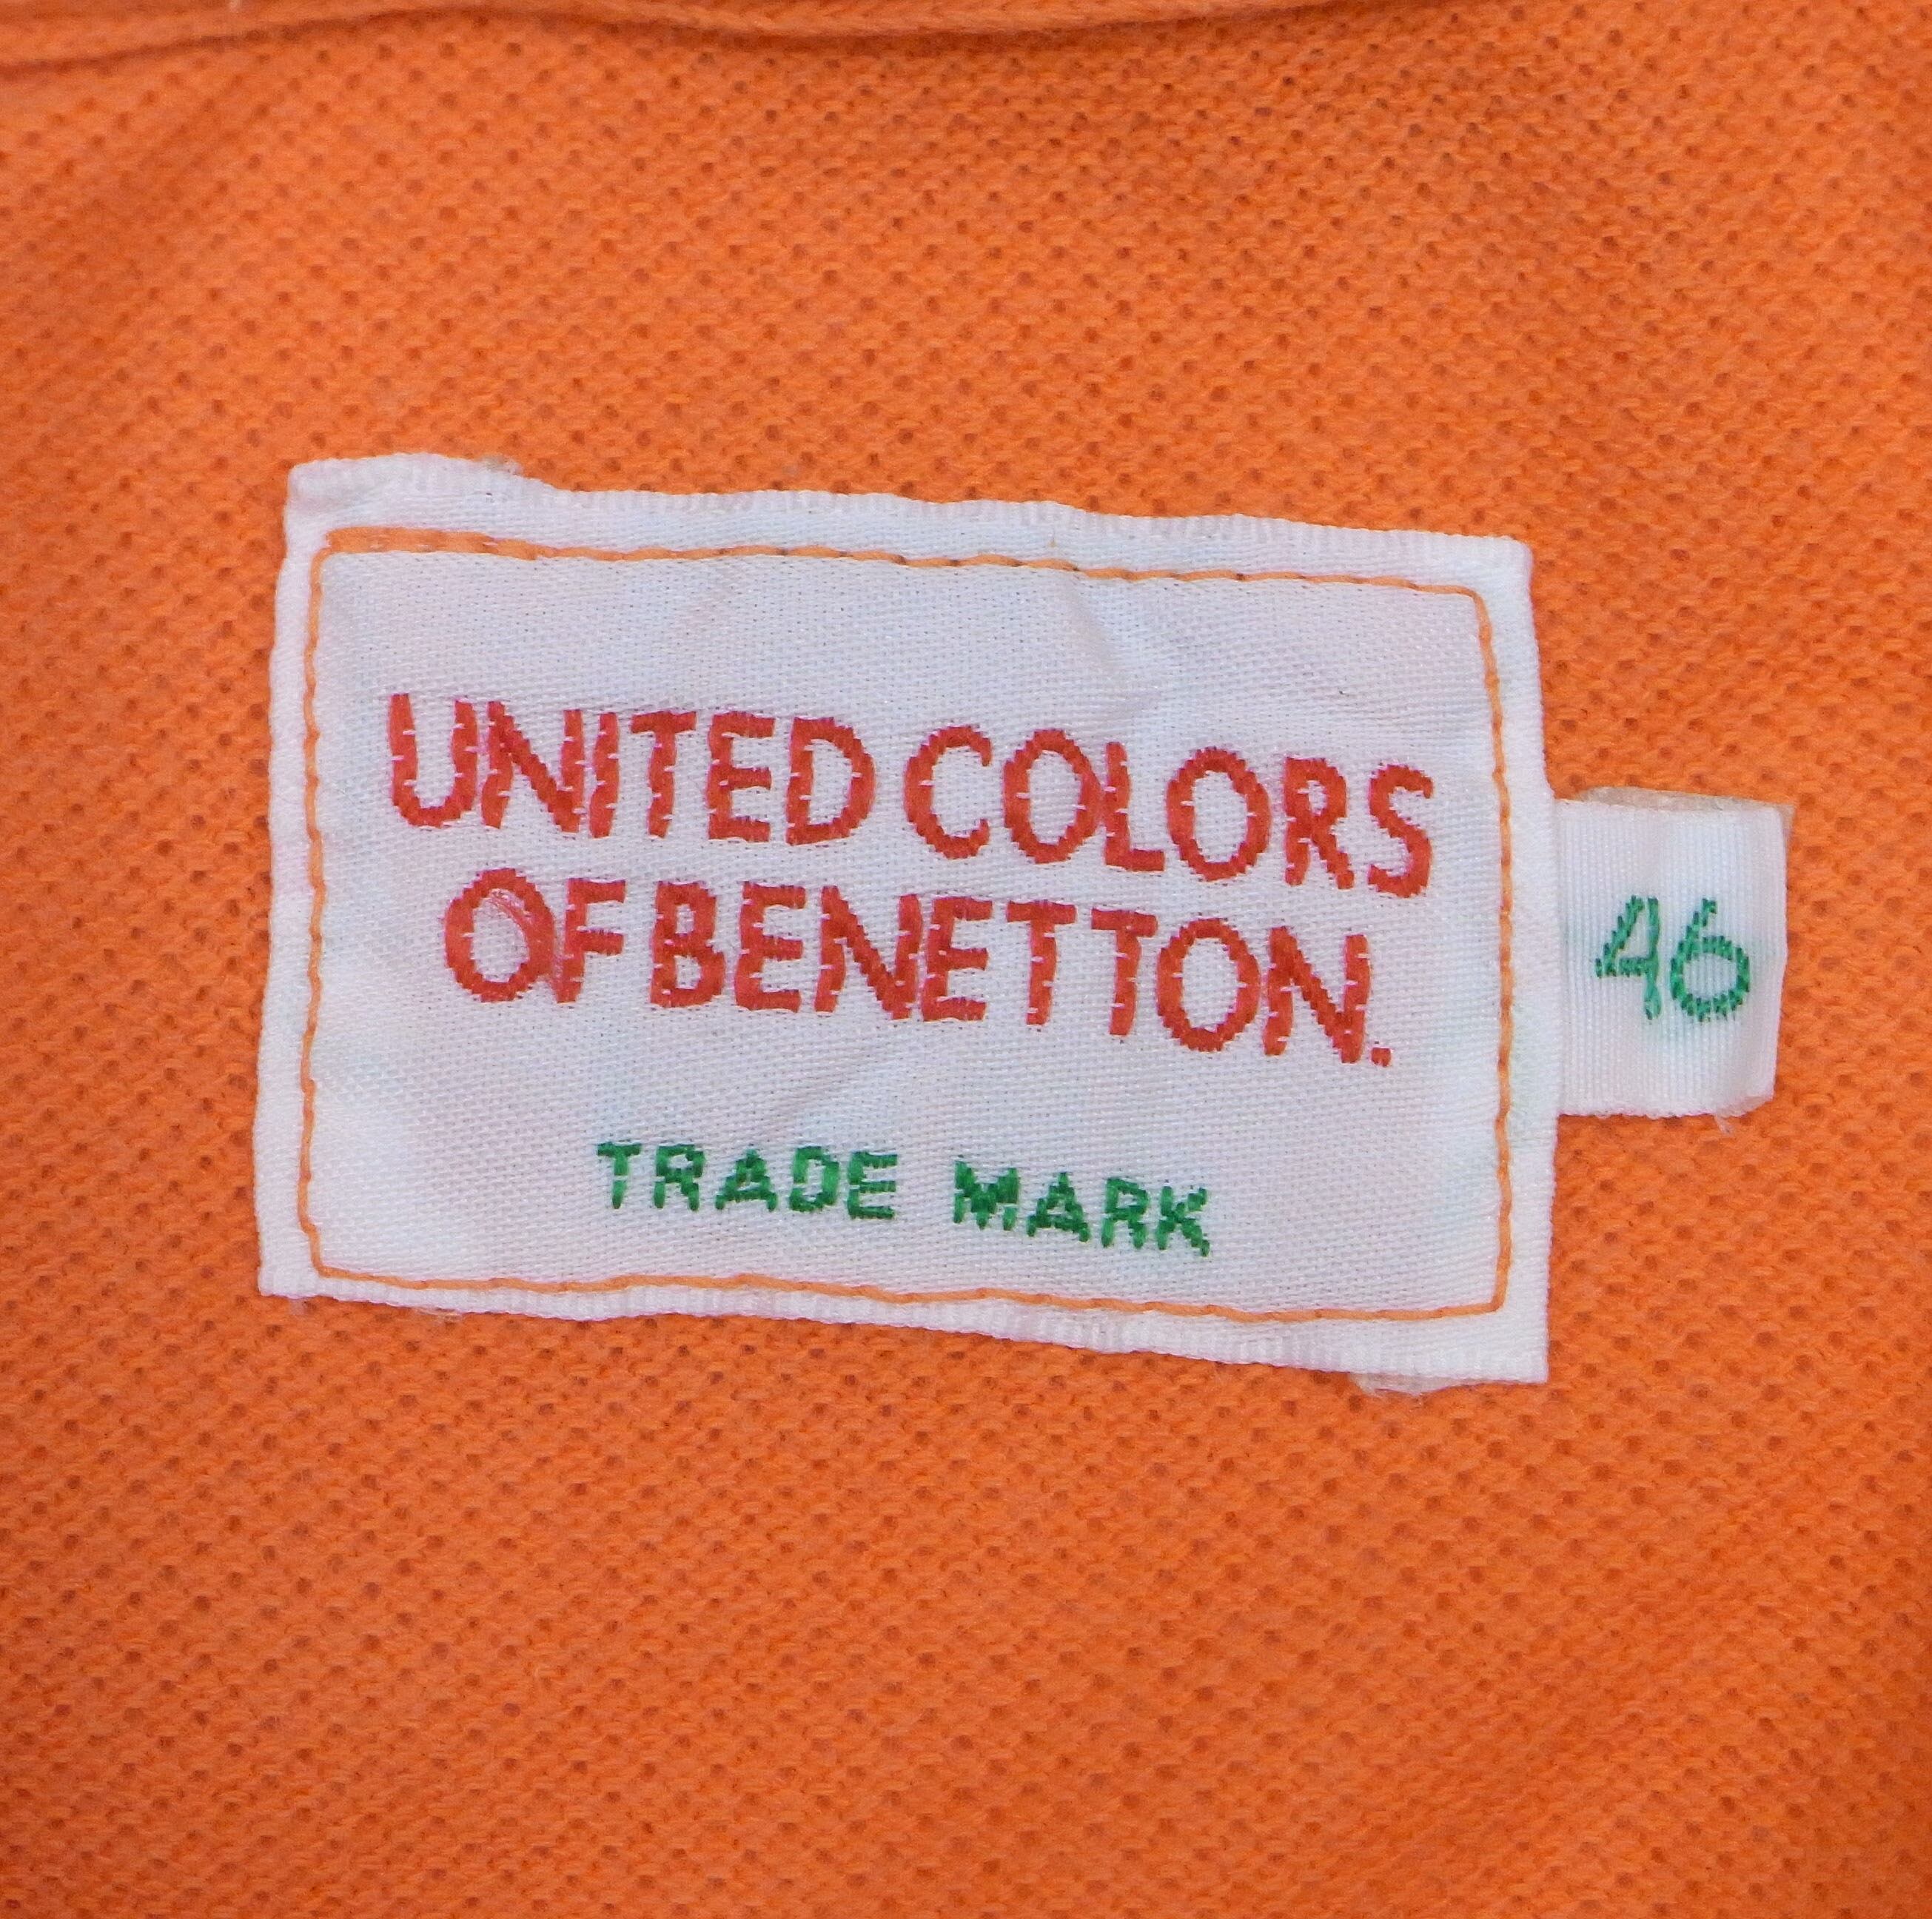 UNITED COLORS
OF BENETTON.
46
TRADE MARK